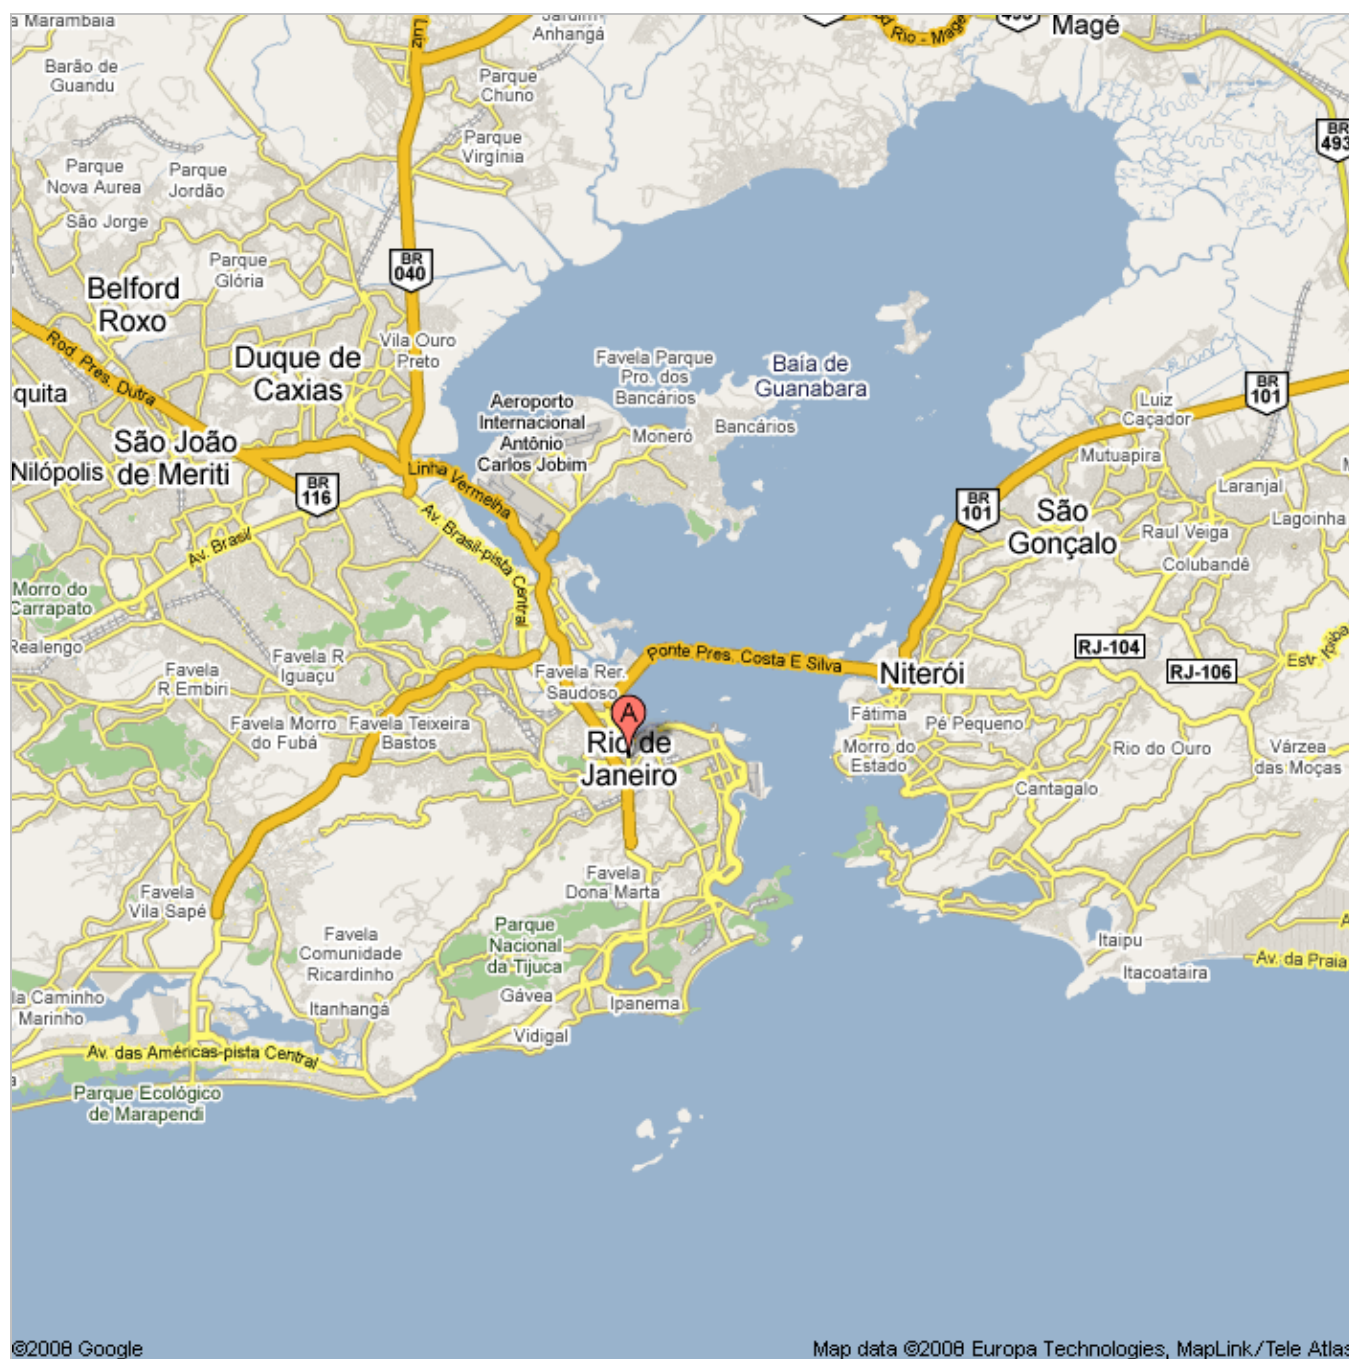 a Marambaia
Barão de
Guandu
Luiz
Jardim
Anhangá
Rod Rio - Magé
493
Magé
Parque
Chuno
Parque
Virgínia
BR
493
Parque
Nova Aurea
Parque
Jordão
São Jorge
Parque
Glória
BR
040
Belford
Roxo
Rod. Pres. Dutra
Duque de
Caxias
Vila Ouro
Preto
Favela Parque
Pro. dos
Bancários
Baía de
Guanabara
quita
Aeroporto
Internacional
Antônio
Carlos Jobim
Moneró
Bancários
BR
101
Luiz
Caçador
São João
de Meriti
Nilópolis
Linha Vermelha
Mutuapira
BR
116
BR
101
São
Gonçalo
Laranjal
Lagoinha
Raul Veiga
Colubandê
Av. Brasil
Av. Brasil-pista Central
Morro do
Carrapato
Realengo
Favela
R Embiri
Favela R
Iguaçu
Favela Rer.
Saudoso
Ponte Pres. Costa E Silva
Niterói
RJ-104
RJ-106
Favela Morro
do Fubá
Favela Teixeira
Bastos
A
Rio de
Janeiro
Fátima
Pé Pequeno
Morro do
Estado
Rio do Ouro
Várzea
das Moças
Cantagalo
Favela
Vila Sapé
Favela
Dona Marta
Favela
Comunidade
Ricardinho
Parque
Nacional
da Tijuca
Itaipu
Itacoataira
Av. da Praia
la Caminho
Marinho
Itanhangá
Gávea
Ipanema
Vidigal
Av. das Américas-pista Central
Parque Ecológico
de Marapendi
©2008 Google
Map data ©2008 Europa Technologies, MapLink/Tele Atlas